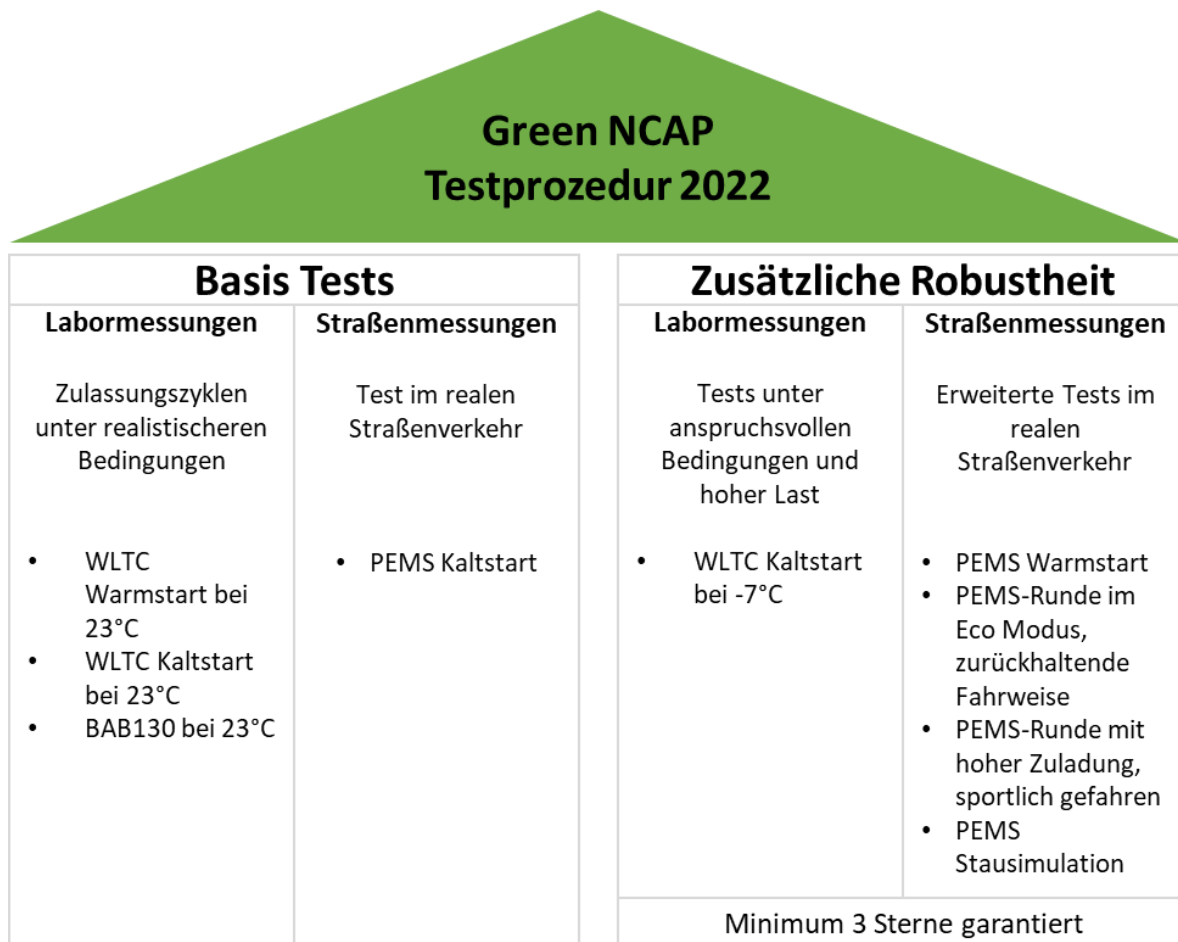 Green NCAP
Testprozedur 2022
Basis Tests
Labormessungen
Zulassungszyklen
unter realistischeren
Bedingungen
• WLTC
Warmstart bei
23°C
• WLTC Kaltstart
bei 23°C
• BAB130 bei 23°C
Straßenmessungen
Test im realen
Straßenverkehr
• PEMS Kaltstart
Zusätzliche Robustheit
Labormessungen
Tests unter
anspruchsvollen
Bedingungen und
hoher Last
• WLTC Kaltstart
bei -7°C
Straßenmessungen
Erweiterte Tests im
realen
Straßenverkehr
• PEMS Warmstart
• PEMS-Runde im
Eco Modus,
zurückhaltende
Fahrweise
• PEMS-Runde mit
hoher Zuladung,
sportlich gefahren
• PEMS
Stausimulation
Minimum 3 Sterne garantiert